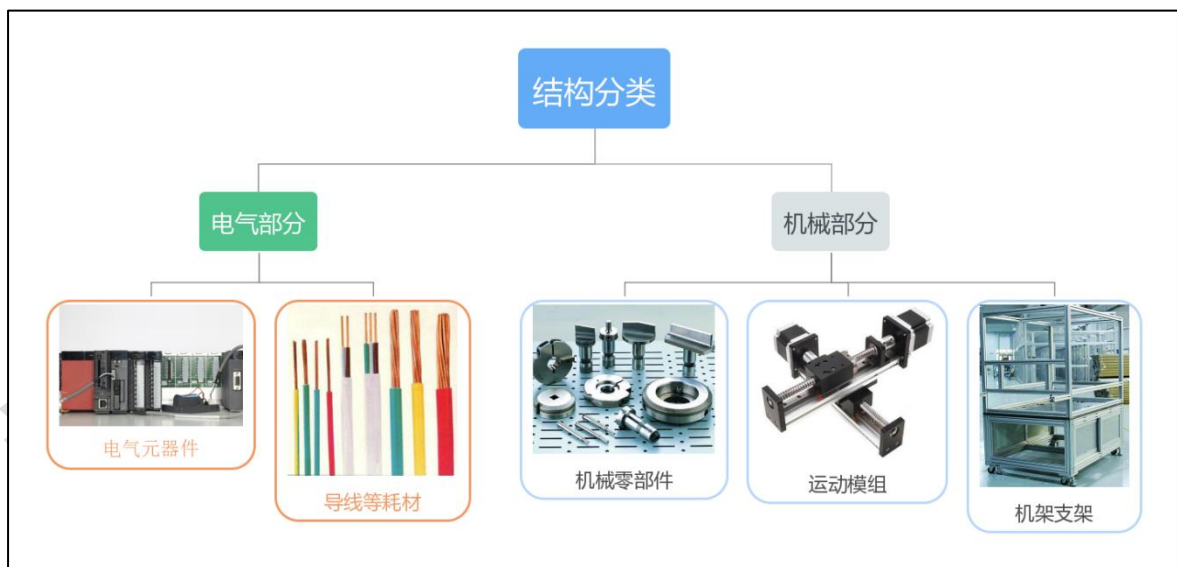 结构分类
电气部分
机械部分
电气元器件
导线等耗材
机械零部件
运动模组
机架支架